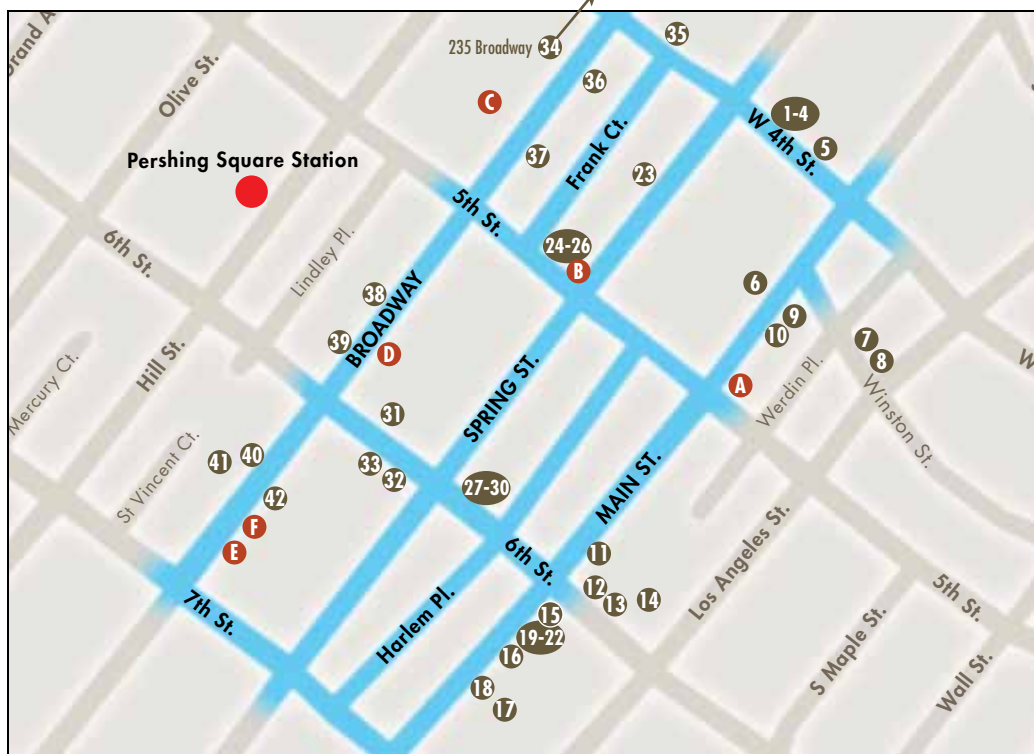 235 Broadway
34
35
Grand A
Olive St.
C
36
1-4
W 4th St.
5
Pershing Square Station
37
Frank Ct.
23
5th St.
6th St.
Lindley Pl.
24-26
B
38
6
9
10
7
8
39
BROADWAY
D
Hill St.
Mercury Ct.
SPRING ST.
A
Werdin Pl.
W
Winston St.
31
41
40
St Vincent Ct.
33
32
42
27-30
MAIN ST.
F
E
11
6th St.
12
13
14
Los Angeles St.
5th St.
7th St.
Harlem Pl.
15
19-22
16
18
17
S Maple St.
Wall St.